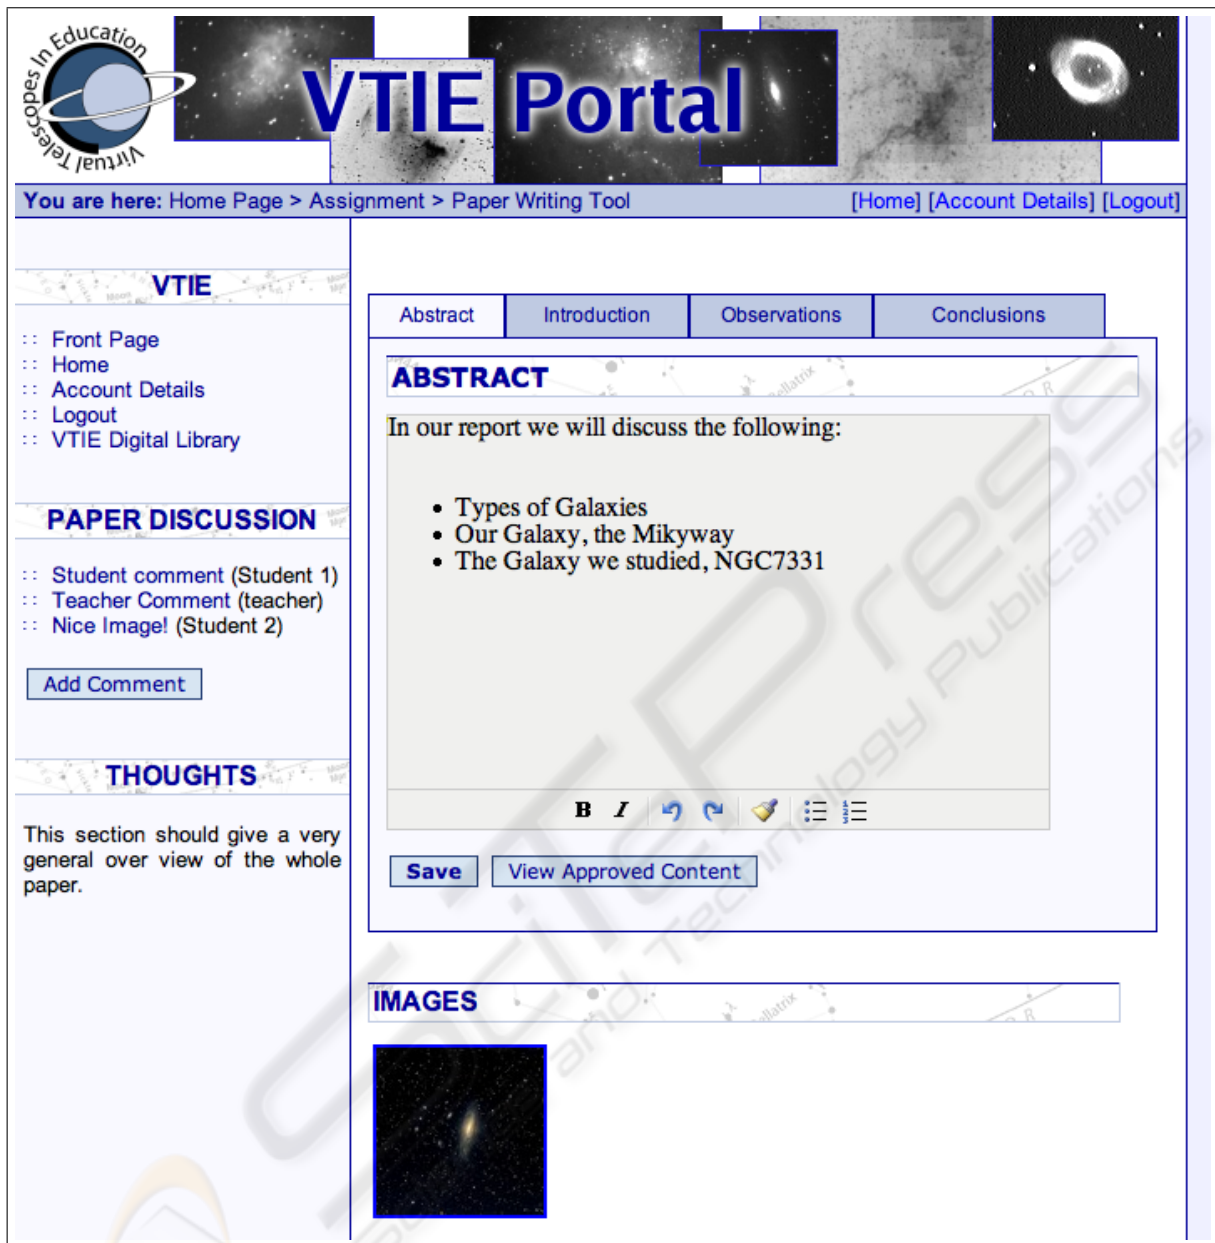 Virtual Telescopes In Education
VTIE Portal
You are here: Home Page > Assignment > Paper Writing Tool
[Home] [Account Details] [Logout]
VTIE
:: Front Page
:: Home
:: Account Details
:: Logout
:: VTIE Digital Library
PAPER DISCUSSION
:: Student comment (Student 1)
:: Teacher Comment (teacher)
:: Nice Image! (Student 2)
Add Comment
THOUGHTS
This section should give a very
general over view of the whole
paper.
Abstract Introduction Observations Conclusions
ABSTRACT
Bellatrix
In our report we will discuss the following:
• Types of Galaxies
• Our Galaxy, the Mikyway
• The Galaxy we studied, NGC7331
B I
Save View Approved Content
IMAGES
Bellatrix
SciTePress
Science and Technology Publications